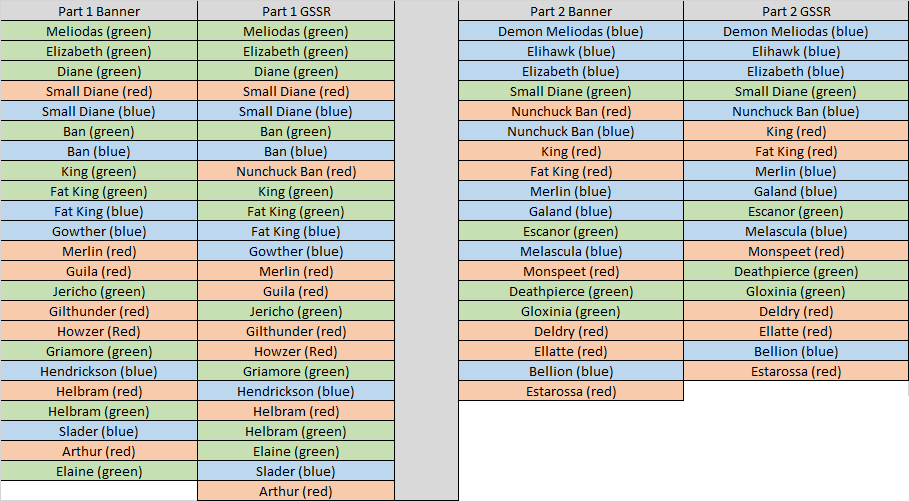 Part 1 Banner Part 1 GSSR Part 2 Banner Part 2 GSSR
Meliodas (green) Meliodas (green) Demon Meliodas (blue) Demon Meliodas (blue)
Elizabeth (green) Elizabeth (green) Elihawk (blue) Elihawk (blue)
Diane (green) Diane (green) Elizabeth (blue) Elizabeth (blue)
Small Diane (red) Small Diane (red) Small Diane (green) Small Diane (green)
Small Diane (blue) Small Diane (blue) Nunchuck Ban (red) Nunchuck Ban (blue)
Ban (green) Ban (green) Nunchuck Ban (blue) King (red)
Ban (blue) Ban (blue) King (red) Fat King (red)
King (green) Nunchuck Ban (red) Fat King (red) Merlin (blue)
Fat King (green) King (green) Merlin (blue) Galand (blue)
Fat King (blue) Fat King (green) Galand (blue) Escanor (green)
Gowther (blue) Fat King (blue) Escanor (green) Melascula (blue)
Merlin (red) Gowther (blue) Melascula (blue) Monspeet (red)
Guila (red) Merlin (red) Monspeet (red) Deathpierce (green)
Jericho (green) Guila (red) Deathpierce (green) Gloxinia (green)
Gilthunder (red) Jericho (green) Gloxinia (green) Deldry (red)
Howzer (Red) Gilthunder (red) Deldry (red) Ellatte (red)
Griamore (green) Howzer (Red) Ellatte (red) Bellion (blue)
Hendrickson (blue) Griamore (green) Bellion (blue) Estarossa (red)
Helbram (red) Hendrickson (blue) Estarossa (red)
Helbram (green) Helbram (red)
Slader (blue) Helbram (green)
Arthur (red) Elaine (green)
Elaine (green) Slader (blue)
Arthur (red)